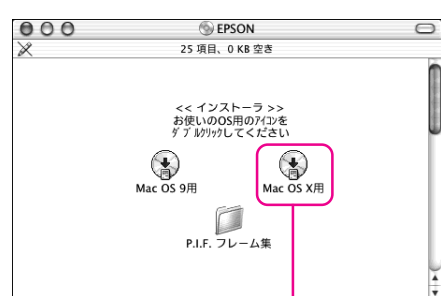 EPSON
25 項目、0 KB 空き
<< インストーラ >>
お使いのOS用のｱｲｺﾝを
ﾀﾞﾌﾞﾙｸﾘｯｸしてください
Mac OS 9用
Mac OS X用
P.I.F. フレーム集